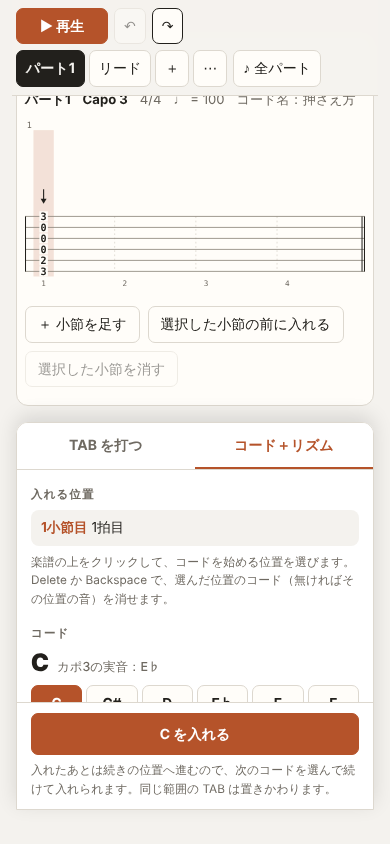 ▶ 再生 ↶ ↷
パート1 リード + … ♪ 全パート
パート1 Capo 3 4/4 ♩ = 100 コード名：押さえ方
1
↓
3
0
0
0
2
3
1 2 3 4
＋ 小節を足す 選択した小節の前に入れる
選択した小節を消す
TAB を打つ コード＋リズム
入れる位置
1小節目 1拍目
楽譜の上をクリックして、コードを始める位置を選びます。
Delete か Backspace で、選んだ位置のコード（無ければそ
の位置の音）を消せます。
コード
C カポ3の実音：E♭
C C# D E♭ E F
C を入れる
入れたあとは続きの位置へ進むので、次のコードを選んで続
けて入れられます。同じ範囲の TAB は置きかわります。